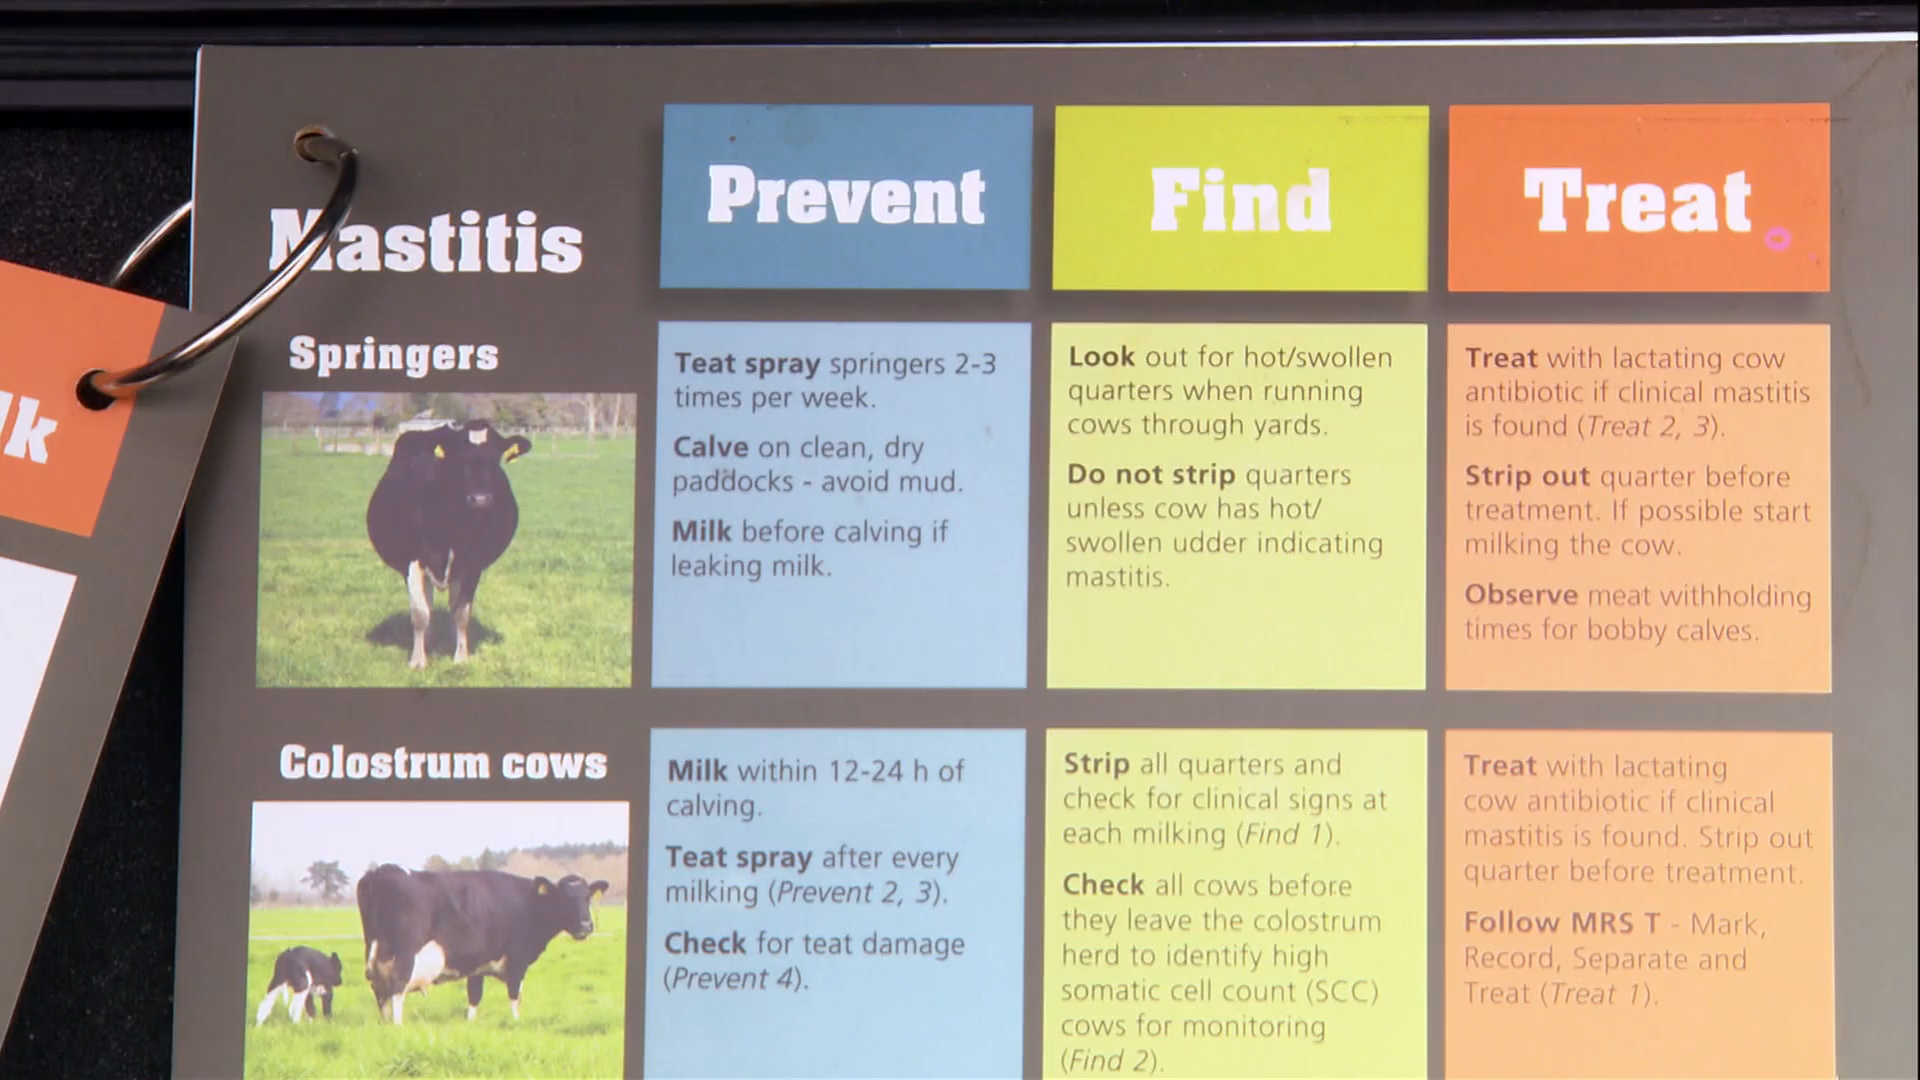 lk
Mastitis
Prevent
Find
Treat
Springers
Teat spray springers 2-3
times per week.
Calve on clean, dry
paddocks - avoid mud.
Milk before calving if
leaking milk.
Look out for hot/swollen
quarters when running
cows through yards.
Do not strip quarters
unless cow has hot/
swollen udder indicating
mastitis.
Treat with lactating cow
antibiotic if clinical mastitis
is found (Treat 2, 3).
Strip out quarter before
treatment. If possible start
milking the cow.
Observe meat withholding
times for bobby calves.
Colostrum cows
Milk within 12-24 h of
calving.
Teat spray after every
milking (Prevent 2, 3).
Check for teat damage
(Prevent 4).
Strip all quarters and
check for clinical signs at
each milking (Find 1).
Check all cows before
they leave the colostrum
herd to identify high
somatic cell count (SCC)
cows for monitoring
(Find 2).
Treat with lactating
cow antibiotic if clinical
mastitis is found. Strip out
quarter before treatment.
Follow MRS T - Mark,
Record, Separate and
Treat (Treat 1).